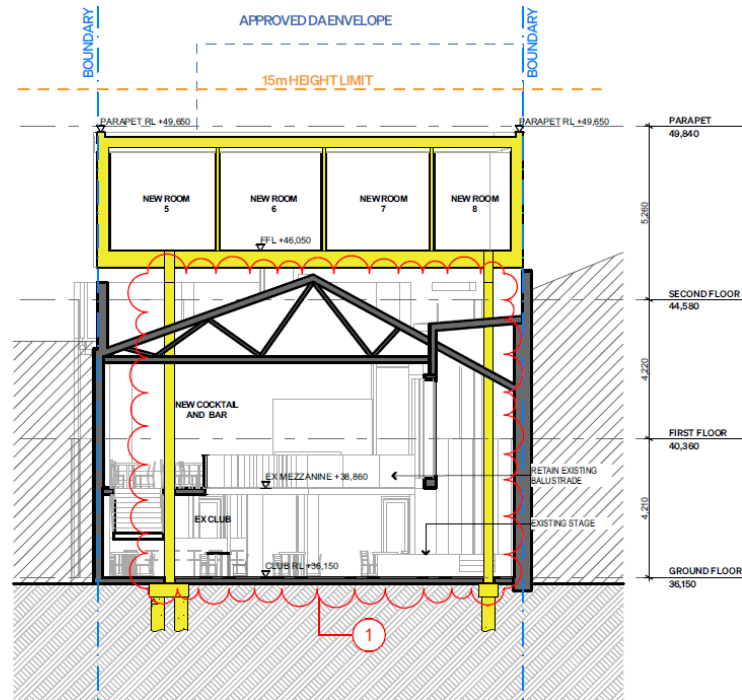 APPROVED DA ENVELOPE
BOUNDARY
BOUNDARY
15m HEIGHT LIMIT
PARAPET RL +49,650
PARAPET RL +49,650
PARAPET
49,840
NEW ROOM
5
NEW ROOM
6
NEW ROOM
7
NEW ROOM
8
5,260
FFL +46,050
SECOND FLOOR
44,580
4,220
NEW COCKTAIL
AND BAR
FIRST FLOOR
40,360
EX MEZZANINE +38,860
RETAIN EXISTING
BALUSTRADE
4,210
EX CLUB
EXISTING STAGE
CLUB RL +36,150
GROUND FLOOR
36,150
1